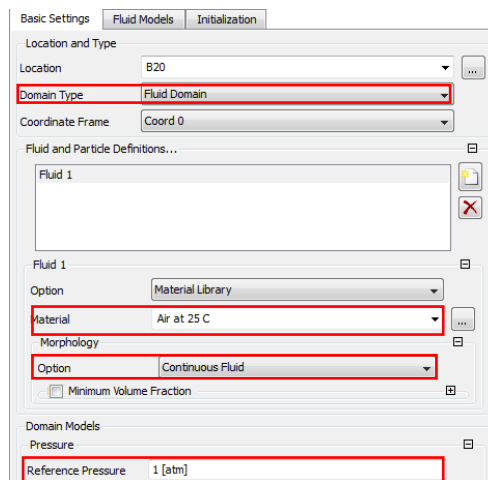 Basic Settings Fluid Models Initialization
Location and Type
Location B20 ...
Domain Type Fluid Domain
Coordinate Frame Coord 0
Fluid and Particle Definitions...
Fluid 1
Fluid 1
Option Material Library
Material Air at 25 C ...
Morphology
Option Continuous Fluid
Minimum Volume Fraction
Domain Models
Pressure
Reference Pressure 1 [atm]